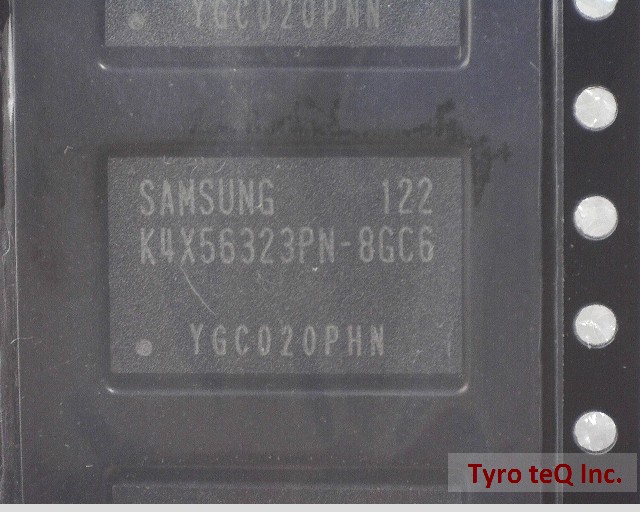 YGC020PNN
SAMSUNG 122
K4X56323PN-8GC6
YGC020PHN
Tyro teQ Inc.